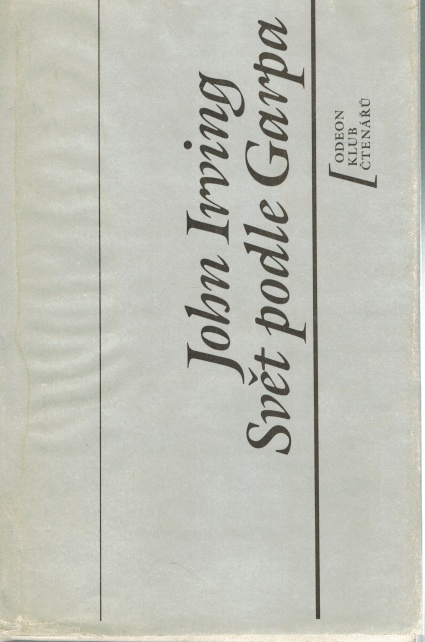 John Irving
Svět podle Garpa
ODEON
KLUB
ČTENÁŘŮ